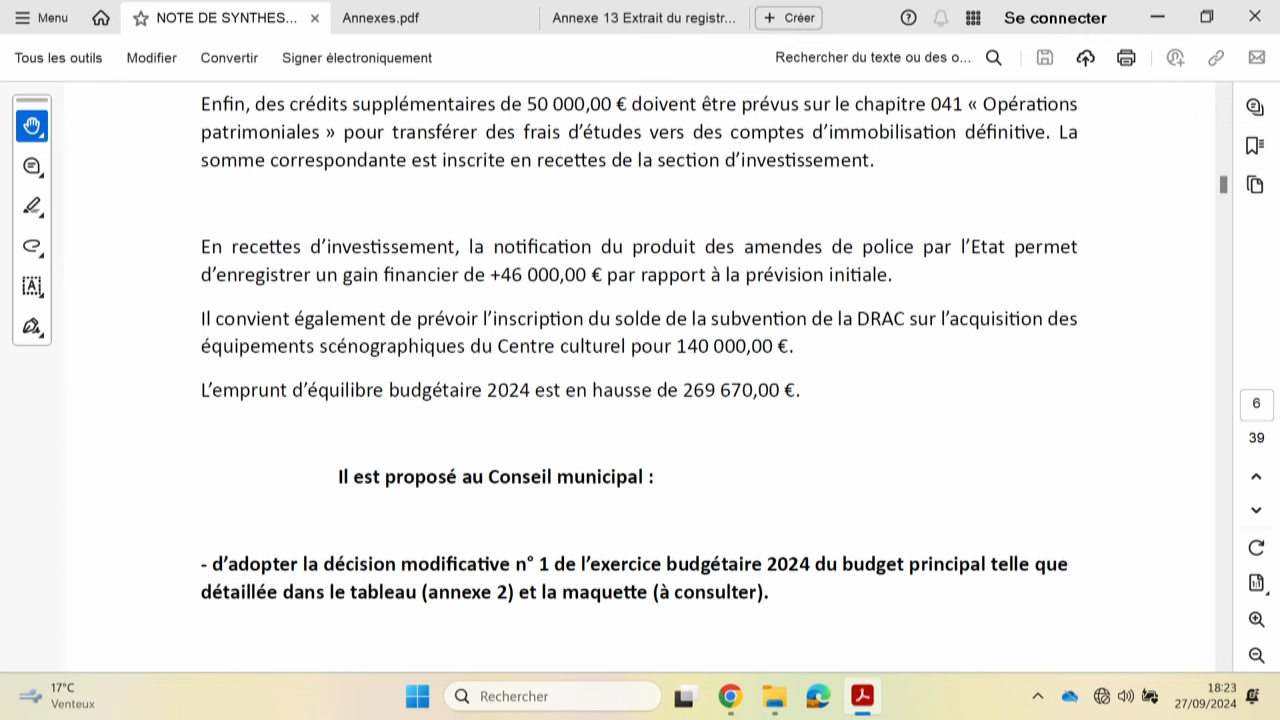 Menu
NOTE DE SYNTHES...
Annexes.pdf
Annexe 13 Extrait du registr...
+ Créer
Se connecter
Tous les outils
Modifier
Convertir
Signer électroniquement
Rechercher du texte ou des o...
Enfin, des crédits supplémentaires de 50 000,00 € doivent être prévus sur le chapitre 041 « Opérations
patrimoniales » pour transférer des frais d’études vers des comptes d’immobilisation définitive. La
somme correspondante est inscrite en recettes de la section d’investissement.
En recettes d’investissement, la notification du produit des amendes de police par l’Etat permet
d’enregistrer un gain financier de +46 000,00 € par rapport à la prévision initiale.
Il convient également de prévoir l’inscription du solde de la subvention de la DRAC sur l’acquisition des
équipements scénographiques du Centre culturel pour 140 000,00 €.
L’emprunt d’équilibre budgétaire 2024 est en hausse de 269 670,00 €.
Il est proposé au Conseil municipal :
- d’adopter la décision modificative n° 1 de l’exercice budgétaire 2024 du budget principal telle que
détaillée dans le tableau (annexe 2) et la maquette (à consulter).
6
39
1:1
17°C
Venteux
Rechercher
18:23
27/09/2024